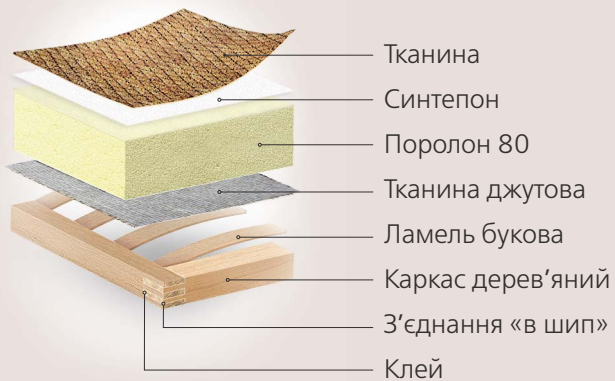 Тканина
Синтепон
Поролон 80
Тканина джутова
Ламель букова
Каркас дерев’яний
З’єднання «в шип»
Клей